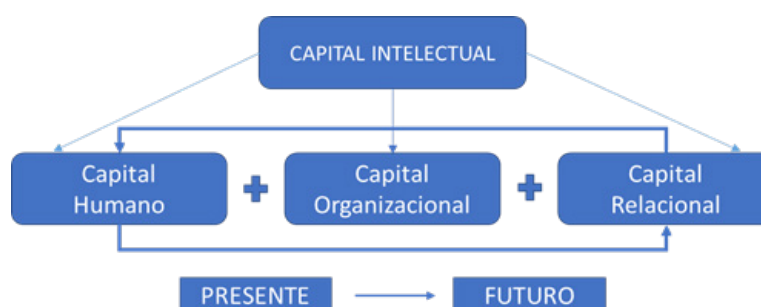 CAPITAL INTELECTUAL
Capital
Humano
Capital
Organizacional
Capital
Relacional
PRESENTE
FUTURO